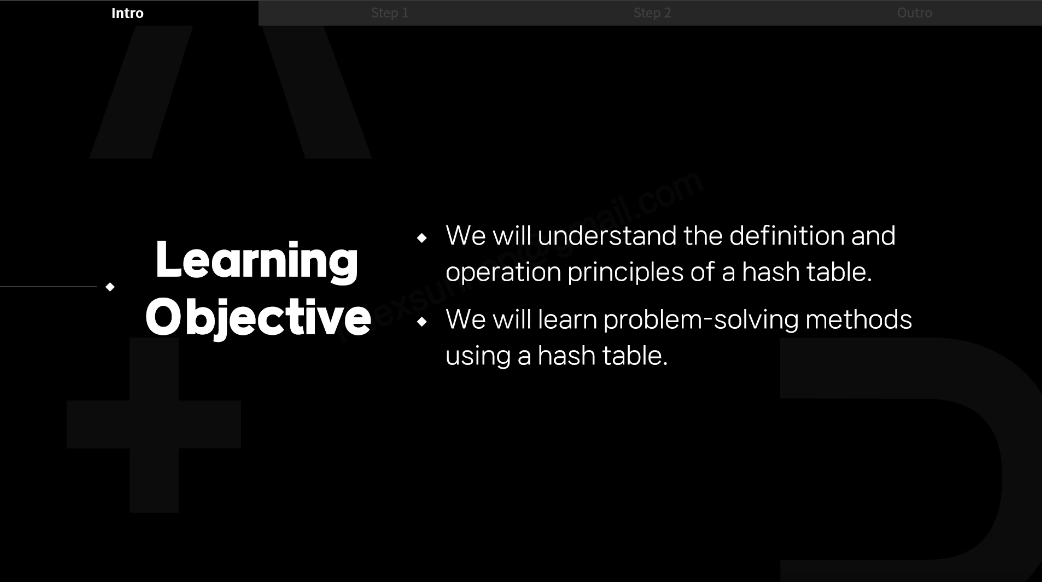 Intro
Step 1
Step 2
Outro
Learning
Objective
We will understand the definition and
operation principles of a hash table.
We will learn problem-solving methods
using a hash table.